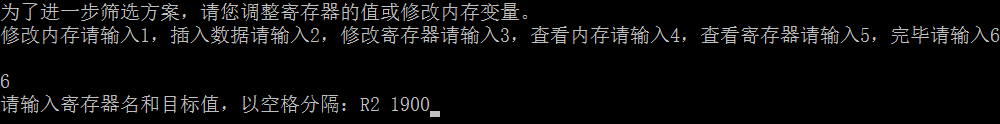 为了进一步筛选方案，请您调整寄存器的值或修改内存变量。
修改内存请输入1，插入数据请输入2，修改寄存器请输入3，查看内存请输入4，查看寄存器请输入5，完毕请输入6
6
请输入寄存器名和目标值，以空格分隔：R2 1900